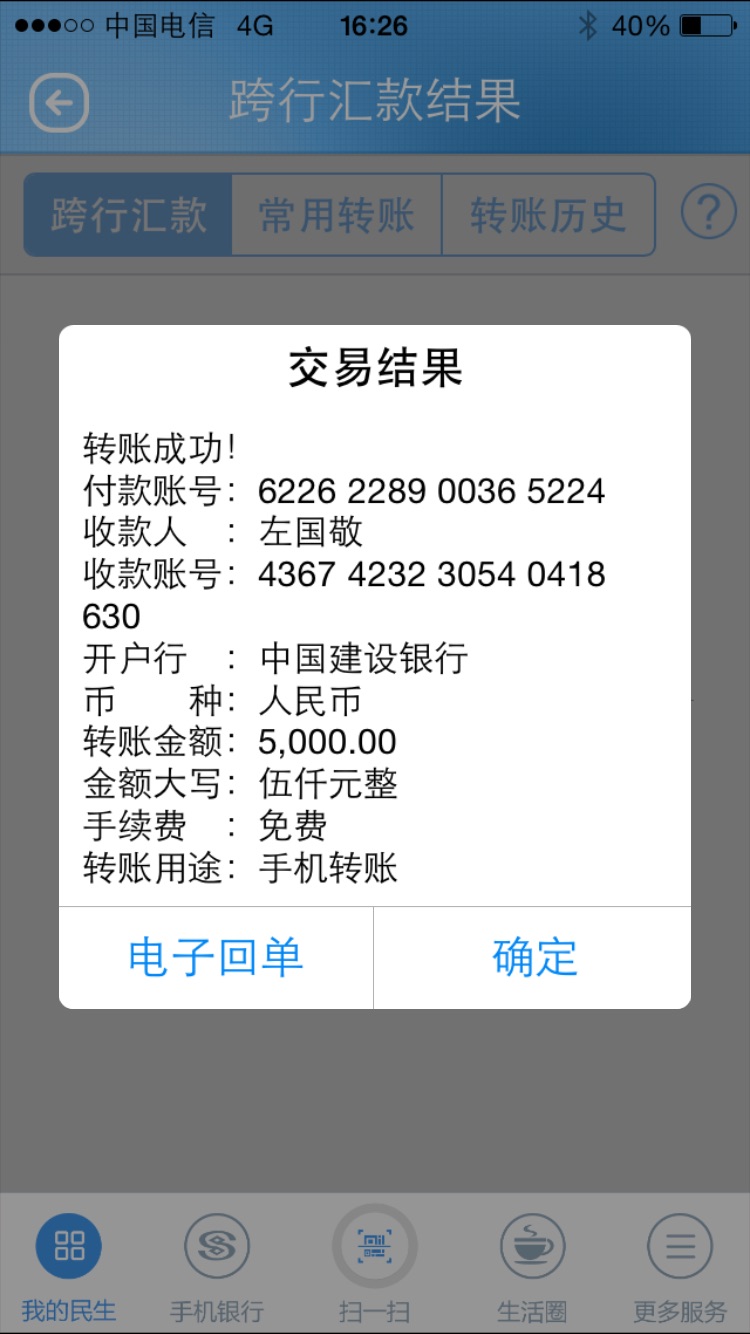 中国电信 4G 16:26 40%
跨行汇款结果
跨行汇款 常用转账 转账历史 ?
交易结果
转账成功!
付款账号: 6226 2289 0036 5224
收款人 : 左国敬
收款账号: 4367 4232 3054 0418
630
开户行 : 中国建设银行
币 种: 人民币
转账金额: 5,000.00
金额大写: 伍仟元整
手续费 : 免费
转账用途: 手机转账
电子回单 确定
我的民生 手机银行 扫一扫 生活圈 更多服务